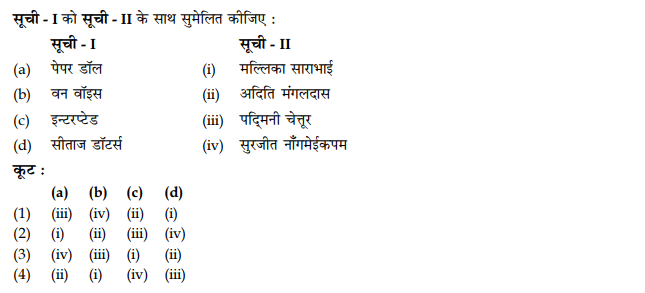 सूची - I को सूची - II के साथ सुमेलित कीजिए :
सूची - I सूची - II
(a) पेपर डॉल (i) मल्लिका साराभाई
(b) वन वॉइस (ii) अदिति मंगलदास
(c) इन्टरप्टेड (iii) पद्मिनी चेत्तूर
(d) सीताज डॉटर्स (iv) सुरजीत नाँगमेईकपम
कूट :
(a) (b) (c) (d)
(1) (iii) (iv) (ii) (i)
(2) (i) (ii) (iii) (iv)
(3) (iv) (iii) (i) (ii)
(4) (ii) (i) (iv) (iii)